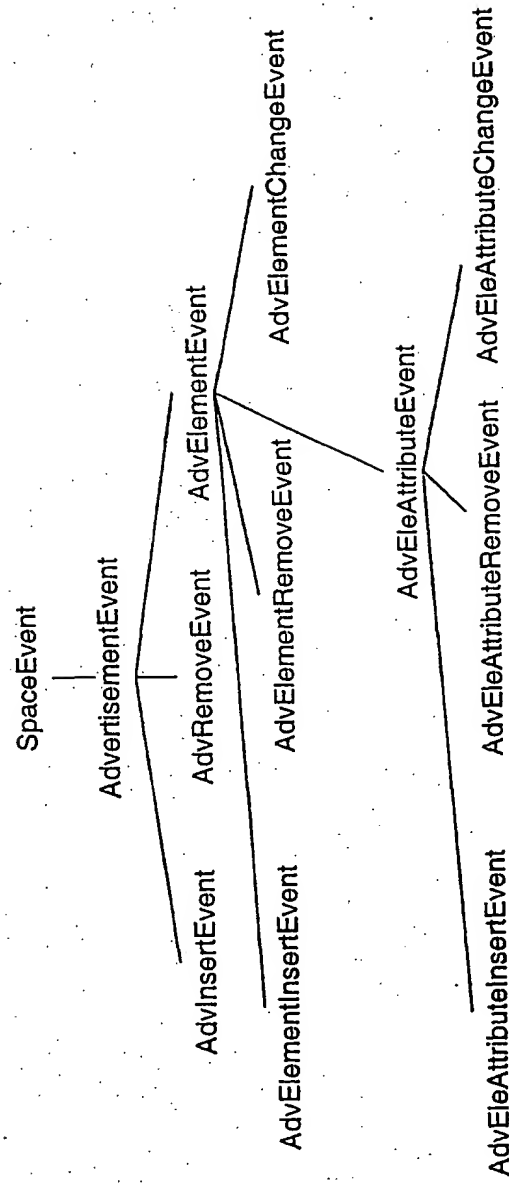 SpaceEvent
AdvertisementEvent
AdvInsertEvent
AdvRemoveEvent
AdvElementEvent
AdvElementInsertEvent
AdvElementRemoveEvent
AdvElementChangeEvent
AdvEleAttributeEvent
AdvEleAttributeInsertEvent
AdvEleAttributeRemoveEvent
AdvEleAttributeChangeEvent